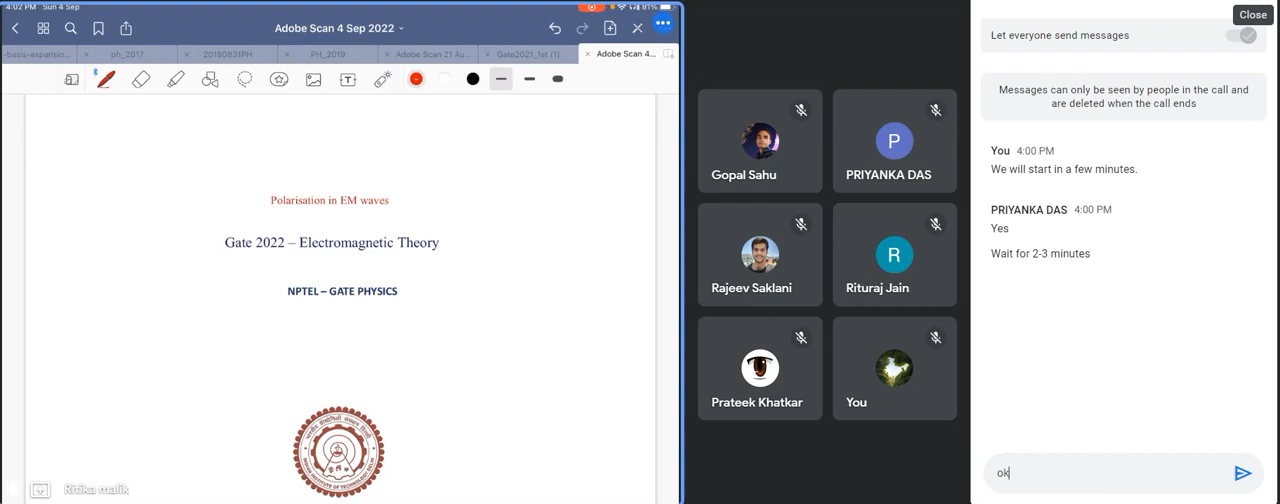 4:02 PM Sun 4 Sep
81%
Adobe Scan 4 Sep 2022
-basis-expansio...
ph_2017
20160831PH
PH_2019
Adobe Scan 21 Au...
Gate2021_1st (1)
Adobe Scan 4...
Polarisation in EM waves
Gate 2022 – Electromagnetic Theory
NPTEL – GATE PHYSICS
Ritika malik
Gopal Sahu
P
PRIYANKA DAS
Rajeev Saklani
R
Rituraj Jain
Prateek Khatkar
You
Close
Let everyone send messages
Messages can only be seen by people in the call and
are deleted when the call ends
You 4:00 PM
We will start in a few minutes.
PRIYANKA DAS 4:00 PM
Yes
Wait for 2-3 minutes
ok